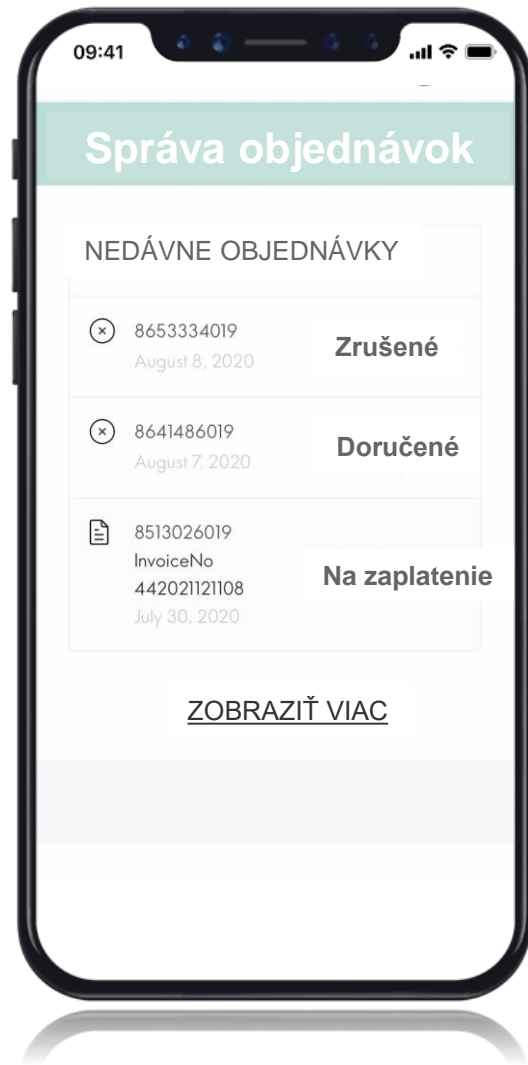 09:41
Správa objednávok
NEDÁVNE OBJEDNÁVKY
8653334019
August 8, 2020
Zrušené
8641486019
August 7, 2020
Doručené
8513026019
InvoiceNo
442021121108
July 30, 2020
Na zaplatenie
ZOBRAZIŤ VIAC